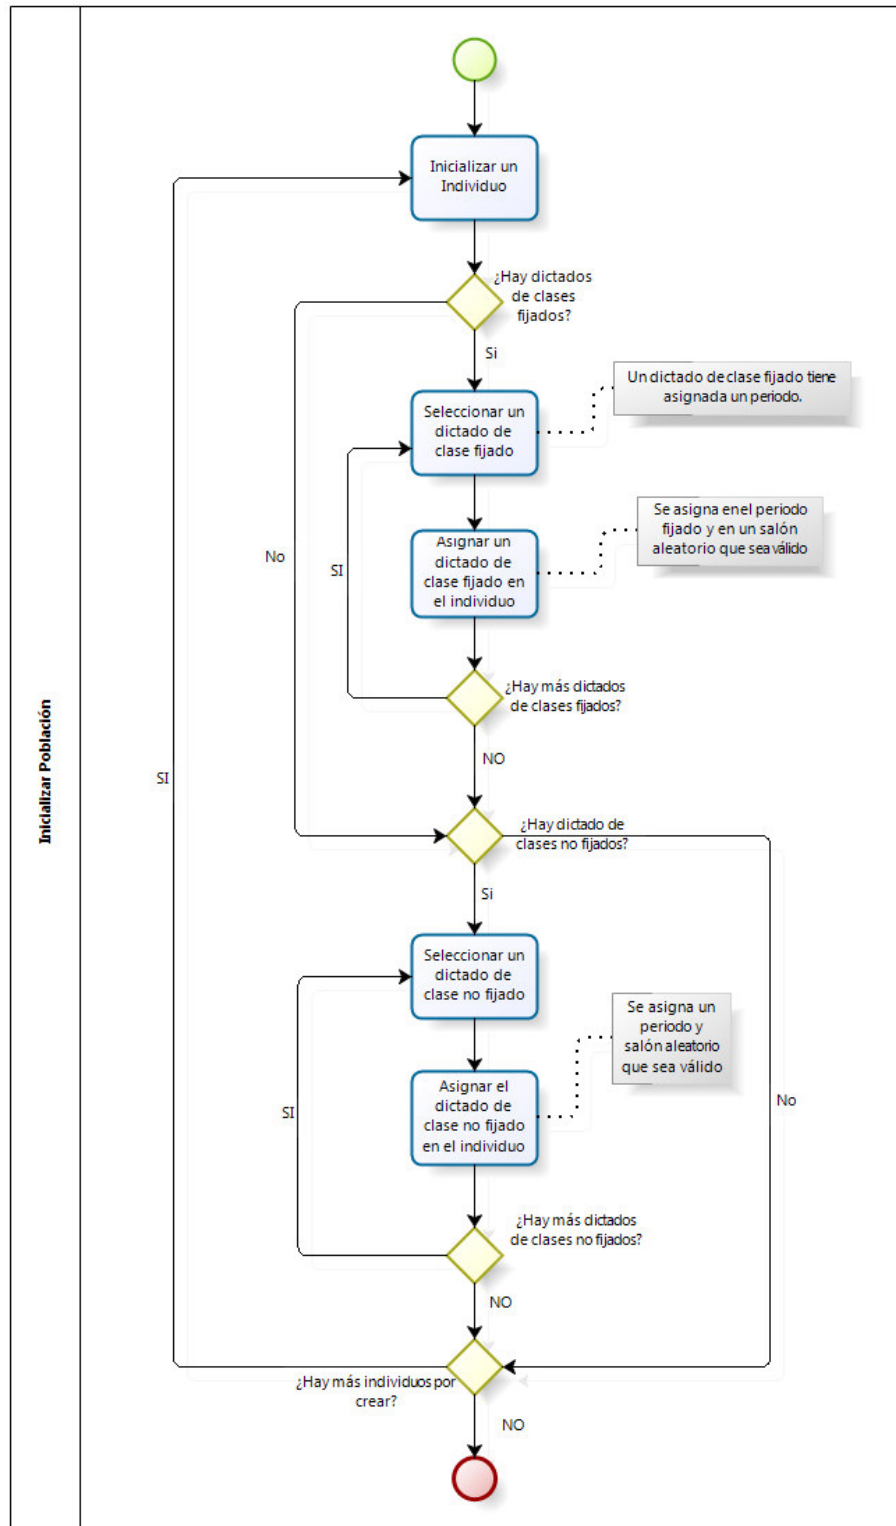 Inicializar Población
Inicializar un
Individuo
¿Hay dictados
de clases
fijados?
Si
Un dictado de clase fijado tiene
asignada un periodo.
Seleccionar un
dictado de
clase fijado
Se asigna en el periodo
fijado y en un salón
aleatorio que sea válido
No
SI
Asignar un
dictado de
clase fijado en
el individuo
¿Hay más dictados
de clases fijados?
NO
SI
¿Hay dictado de
clases no fijados?
Si
Seleccionar un
dictado de
clase no fijado
Se asigna un
periodo y
salón aleatorio
que sea válido
Asignar el
dictado de
clase no fijado
en el individuo
SI
No
¿Hay más dictados
de clases no fijados?
NO
¿Hay más individuos por
crear?
NO